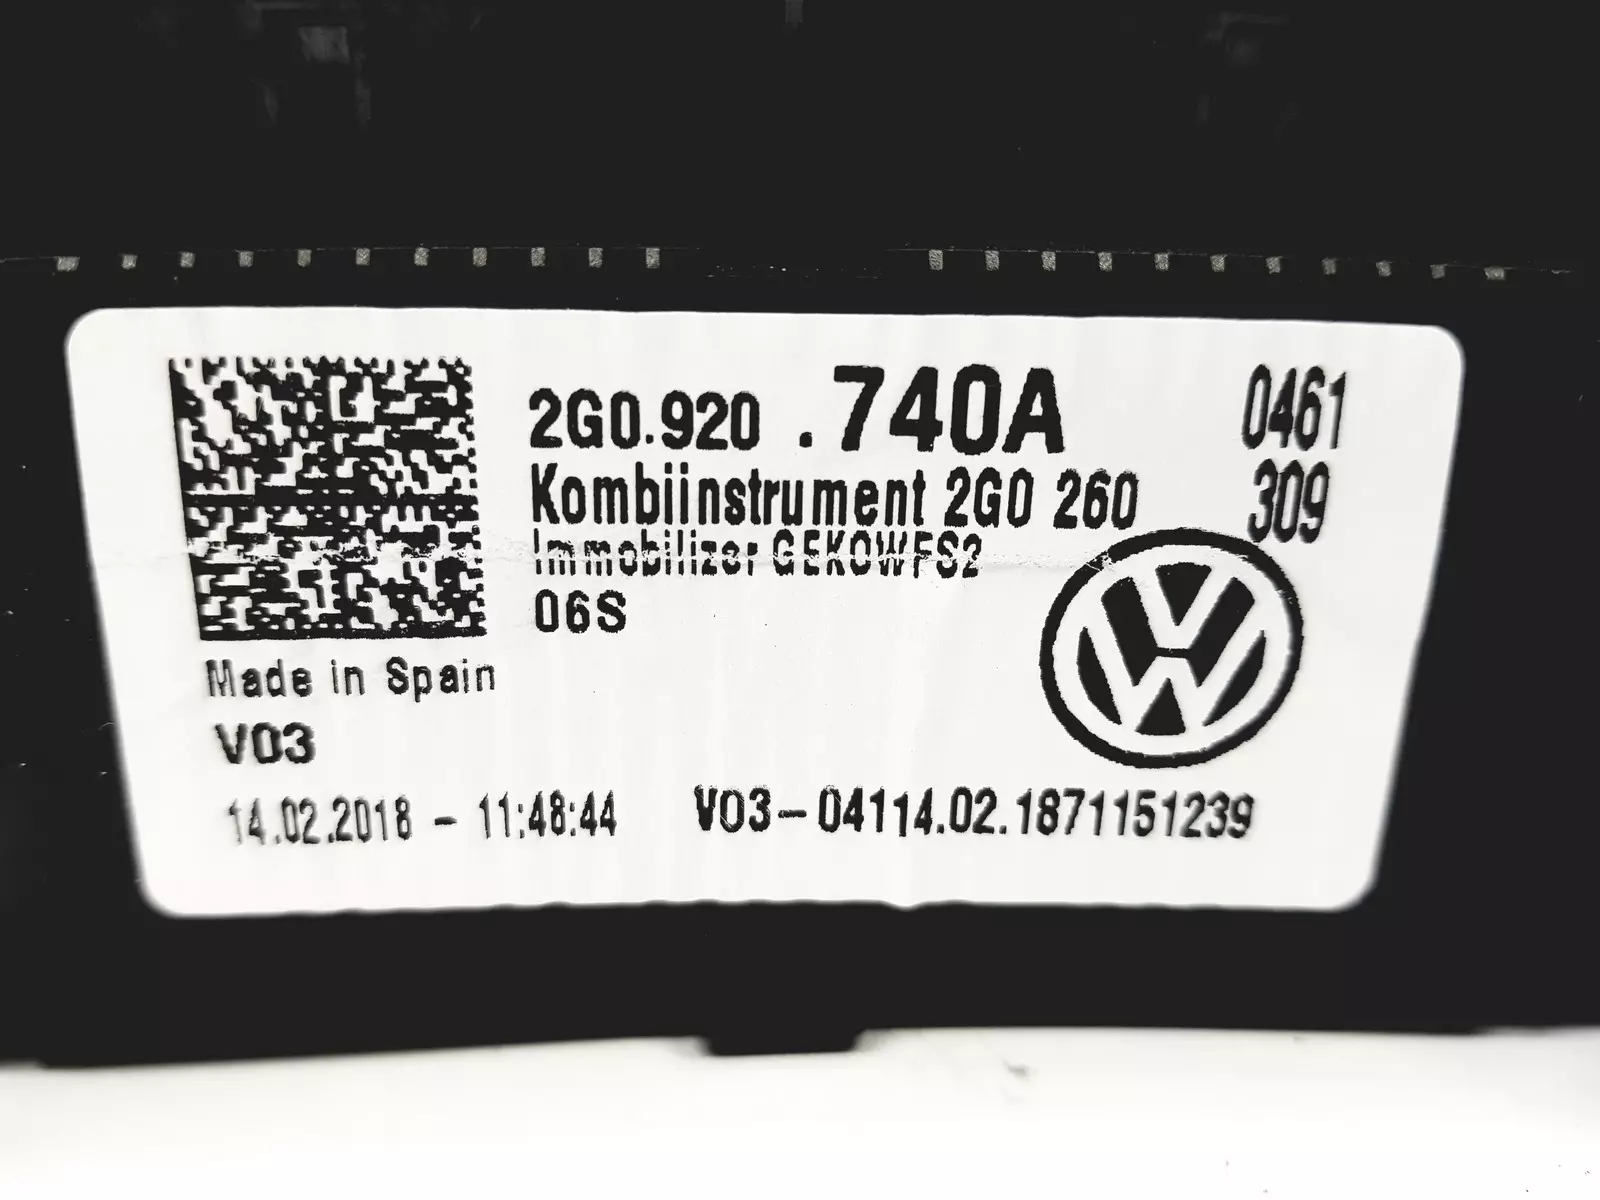 2G0.920 .740A 0461
Kombiinstrument 2G0 260 309
Immobilizer GEKOWFS2
06S
Made in Spain
V03
14.02.2018 - 11:48:44 V03-04114.02.1871151239